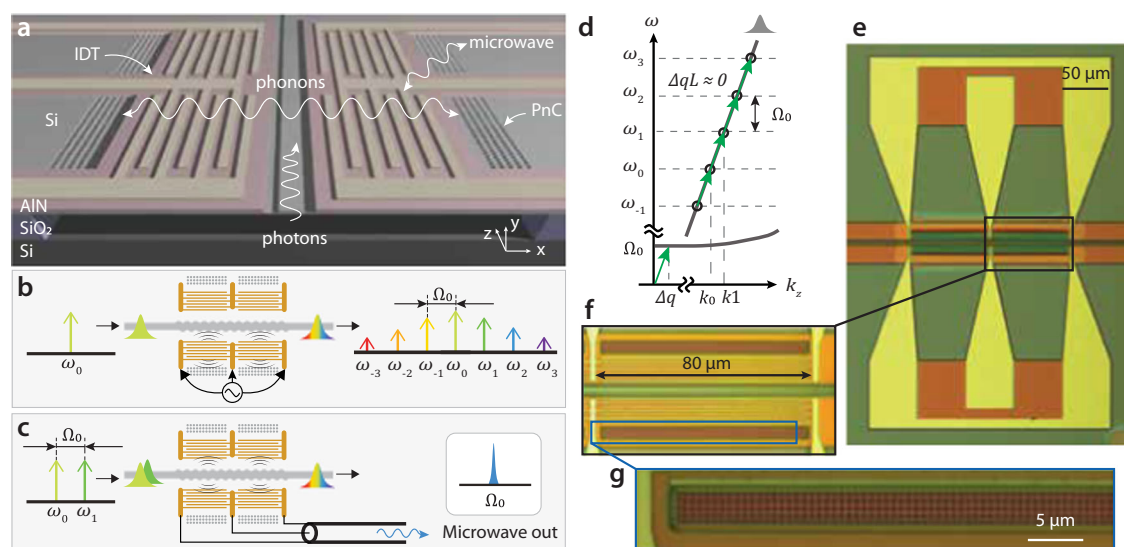 a
IDT
microwave
phonons
Si
PnC
AlN
SiO₂
Si
photons
y
z
x
b
ω₀
Ω₀
ω₋₃ ω₋₂ ω₋₁ ω₀ ω₁ ω₂ ω₃
c
Ω₀
ω₀ ω₁
Ω₀
Microwave out
d
ω
ω₃
ΔqL ≈ 0
ω₂
Ω₀
ω₁
ω₀
ω₋₁
Ω₀
Δq k₀ k1 k_z
e
50 μm
f
80 μm
g
5 μm